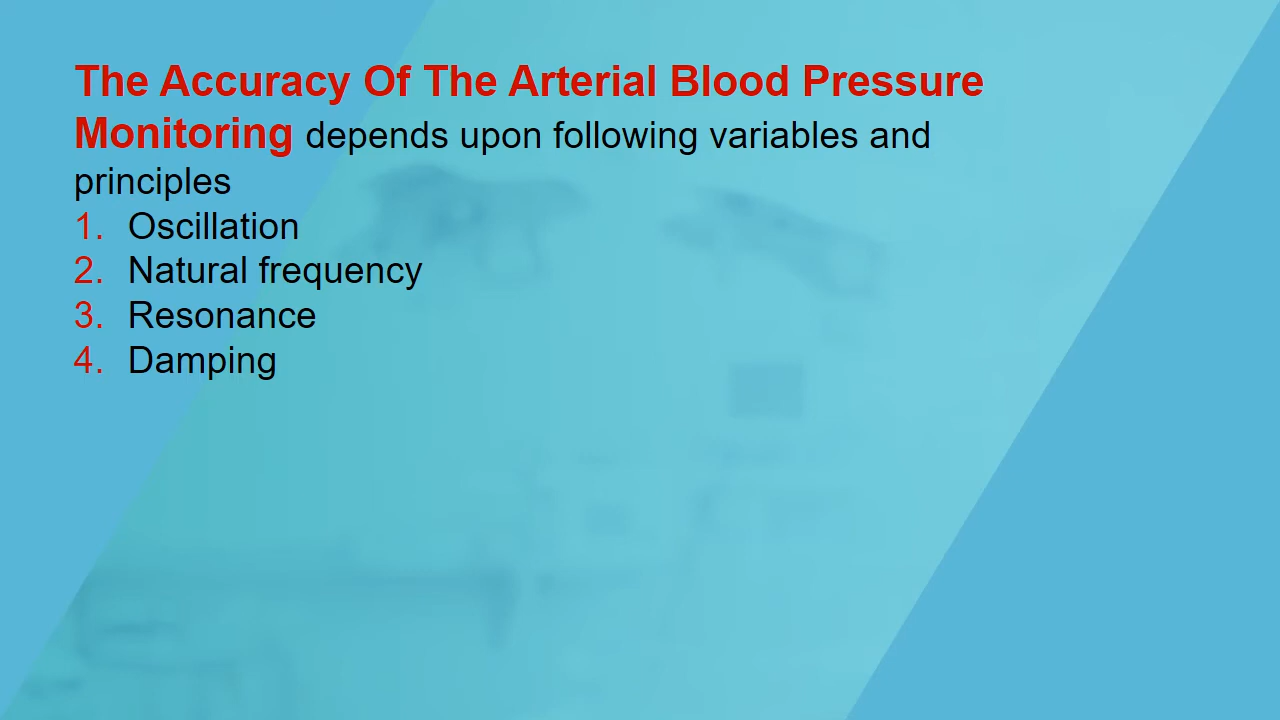 The Accuracy Of The Arterial Blood Pressure
Monitoring depends upon following variables and
principles
1. Oscillation
2. Natural frequency
3. Resonance
4. Damping